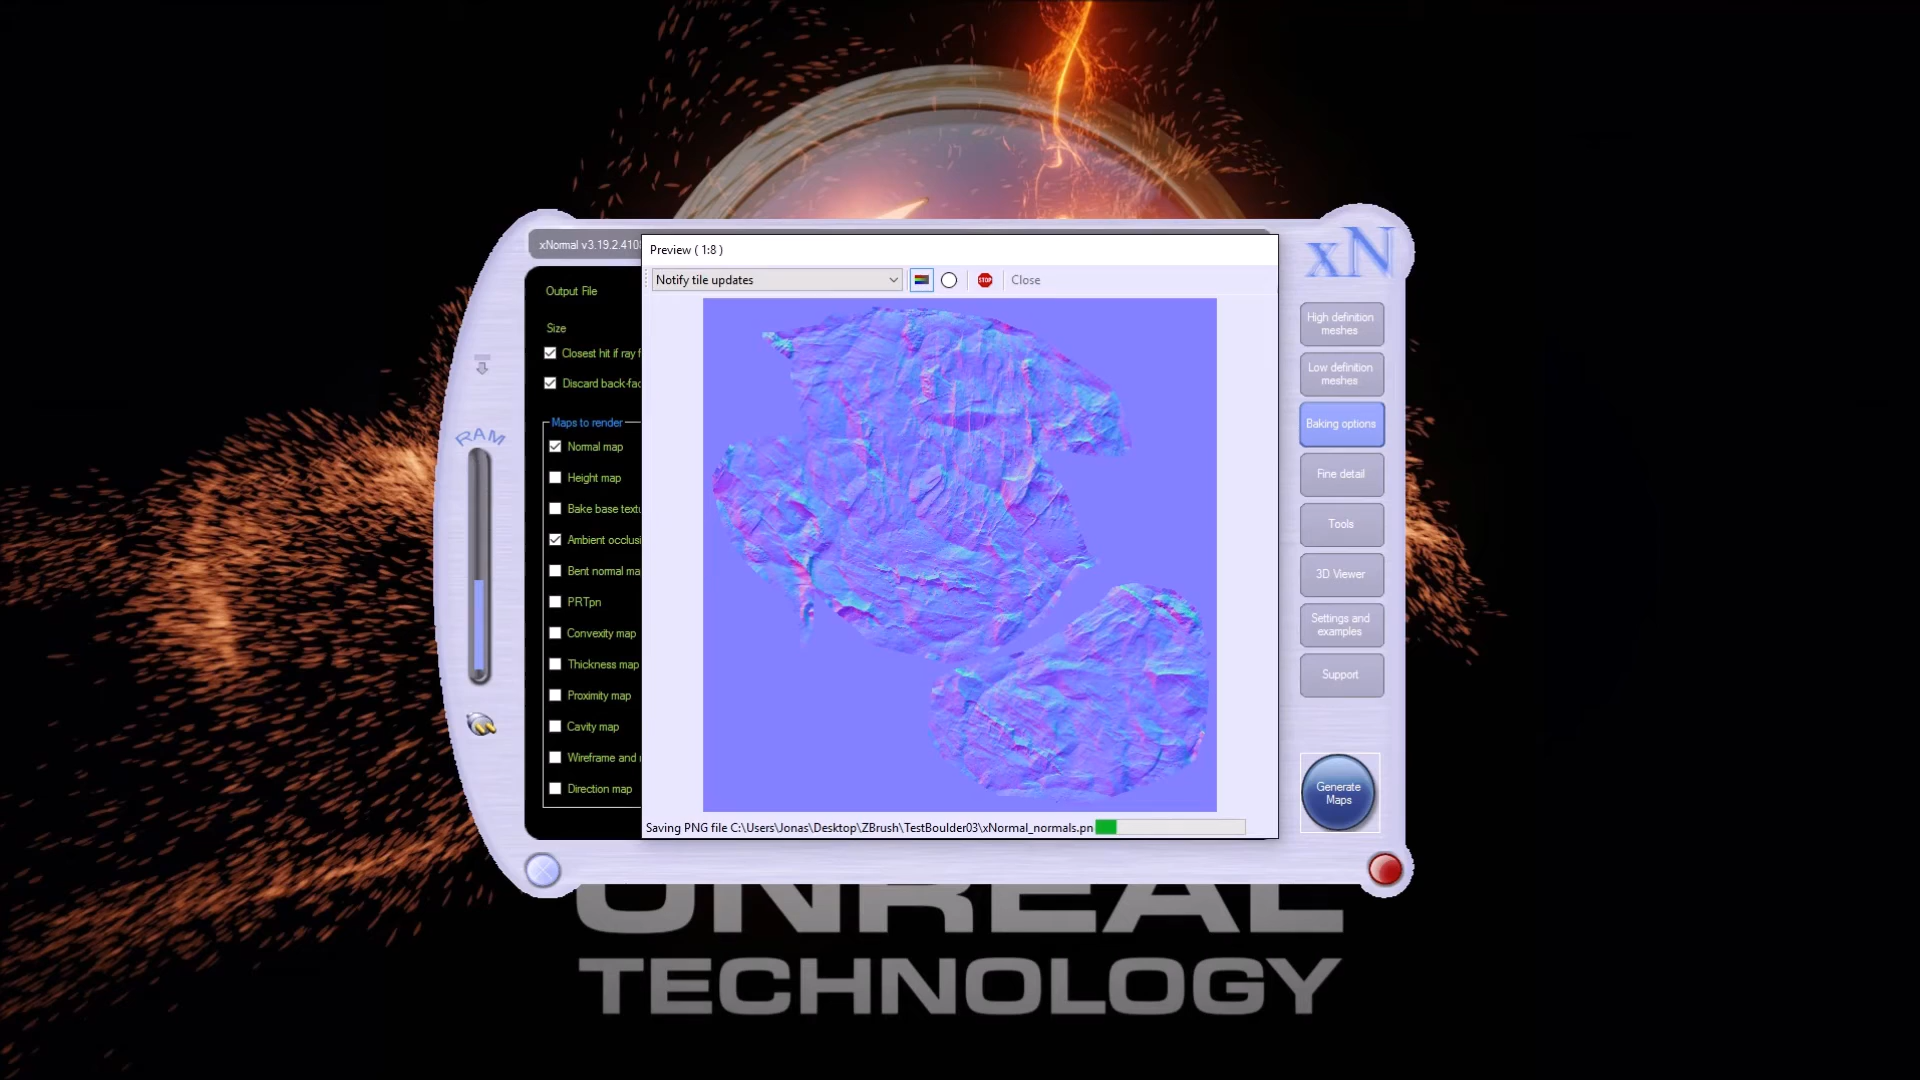 xNormal v3.19.2.410
Preview ( 1:8 )
xN
Notify tile updates
STOP
Close
Output File
Size
Closest hit if ray f
Discard back-fac
Maps to render
Normal map
Height map
Bake base textu
Ambient occlusi
Bent normal ma
PRTpn
Convexity map
Thickness map
Proximity map
Cavity map
Wireframe and
Direction map
RAM
High definition
meshes
Low definition
meshes
Baking options
Fine detail
Tools
3D Viewer
Settings and
examples
Support
Generate
Maps
Saving PNG file C:\Users\Jonas\Desktop\ZBrush\TestBoulder03\xNormal_normals.pn
UNREAL
TECHNOLOGY